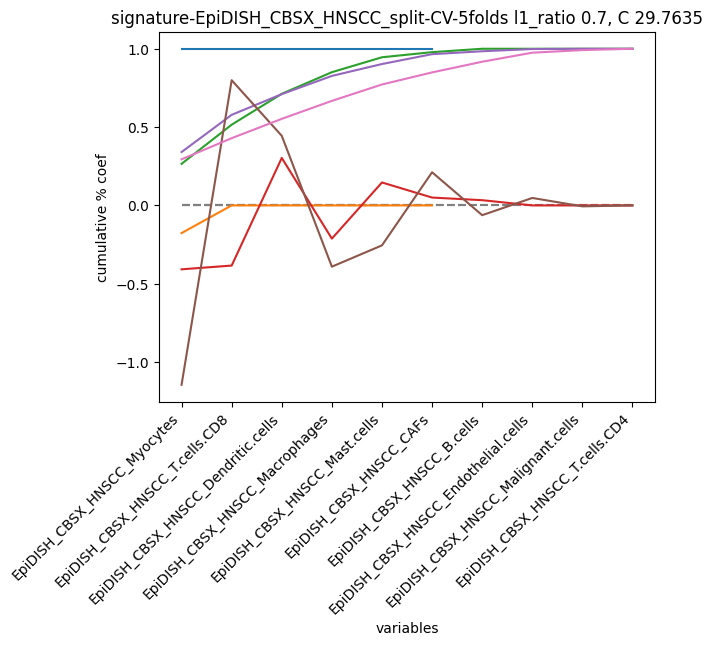 signature-EpiDISH_CBSX_HNSCC_split-CV-5folds l1_ratio 0.7, C 29.7635
cumulative % coef
1.0
0.5
0.0
−0.5
−1.0
EpiDISH_CBSX_HNSCC_Myocytes
EpiDISH_CBSX_HNSCC_T.cells.CD8
EpiDISH_CBSX_HNSCC_Dendritic.cells
EpiDISH_CBSX_HNSCC_Macrophages
EpiDISH_CBSX_HNSCC_Mast.cells
EpiDISH_CBSX_HNSCC_CAFs
EpiDISH_CBSX_HNSCC_B.cells
EpiDISH_CBSX_HNSCC_Endothelial.cells
EpiDISH_CBSX_HNSCC_Malignant.cells
EpiDISH_CBSX_HNSCC_T.cells.CD4
variables